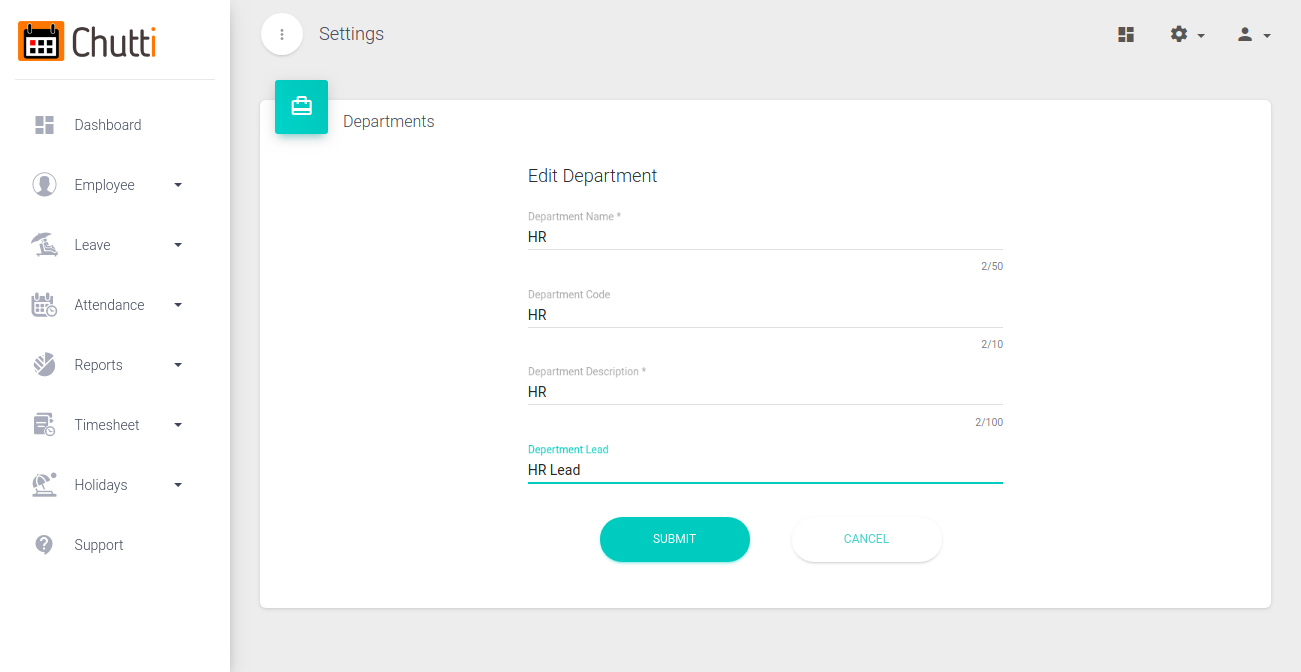 Chutti
Settings
Dashboard
Employee
Leave
Attendance
Reports
Timesheet
Holidays
Support
Departments
Edit Department
Department Name *
HR
2/50
Department Code
HR
2/10
Department Description *
HR
2/100
Depertment Lead
HR Lead
SUBMIT
CANCEL